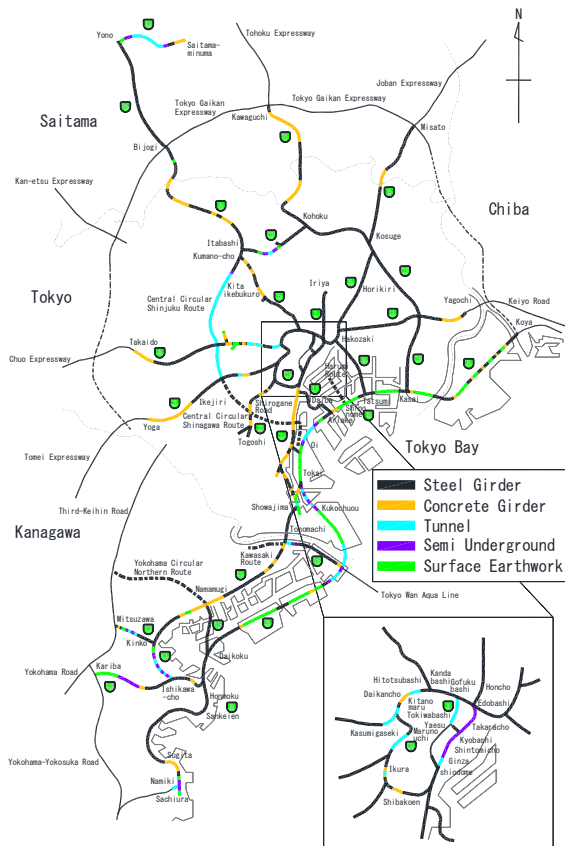 N
Tohoku Expressway
Yono
Saitama-
minuma
Joban Expressway
Tokyo Gaikan
Expressway
Tokyo Gaikan Expressway
Kawaguchi
Saitama
Misato
Bijogi
Kan-etsu Expressway
Chiba
Kohoku
Itabashi
Kumano-cho
Kosuge
Tokyo
Kita
ikebukuro
Iriya
Horikiri
Central Circular
Shinjuku Route
Yagochi
Keiyo Road
Koya
Takaido
Hakozaki
Chuo Expressway
Harumi
Route
Ikejiri
Shirogane
Road
Daiba
Tatsumi
Kasai
Shino
nome
Ariake
Yoga
Central Circular
Shinagawa Route
Togoshi
Oi
Tokyo Bay
Tomei Expressway
Tokai
Third-Keihin Road
Showajima
Kukochuou
Kanagawa
Tonomachi
Kawasaki
Route
Yokohama Circular
Northern Route
Namamugi
Tokyo Wan Aqua Line
Mitsuzawa
Kinko
Daikoku
Kariba
Yokohama Road
Ishikawa
-cho
Honmoku
Sankeien
Yokohama-Yokosuka Road
Sugita
Namiki
Sachiura
Steel Girder
Concrete Girder
Tunnel
Semi Underground
Surface Earthwork
Kanda
bashi
Gofuku
bashi
Hitotsubashi
Honcho
Daikancho
Kitano
maru
Edobashi
Tokiwabashi
Yaesu
Takaracho
Kasumigaseki
Maruno
uchi
Kyobashi
Shintomicho
Ginza
Ikura
shiodome
Shibakoen